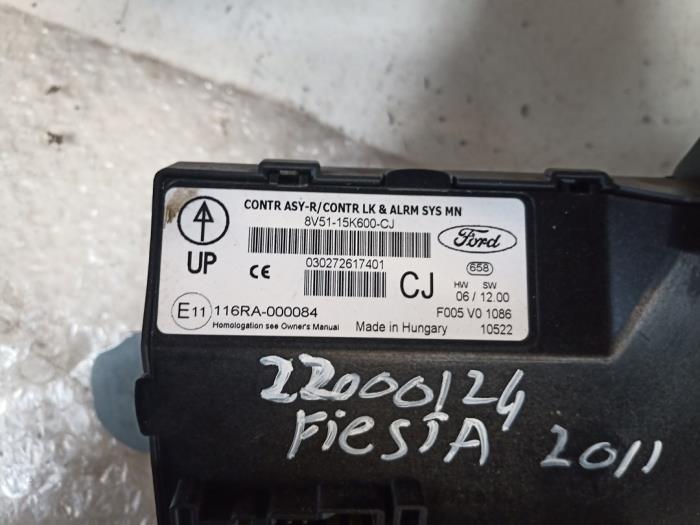 CONTR ASY-R/CONTR LK & ALRM SYS MN
8V51-15K600-CJ
Ford
UP
CE
030272617401
CJ
658
HW SW
06 / 12.00
E11 116RA-000084
F005 V0 1086
Homologation see Owner's Manual
Made in Hungary
10522
22000124
FiESTA 2011